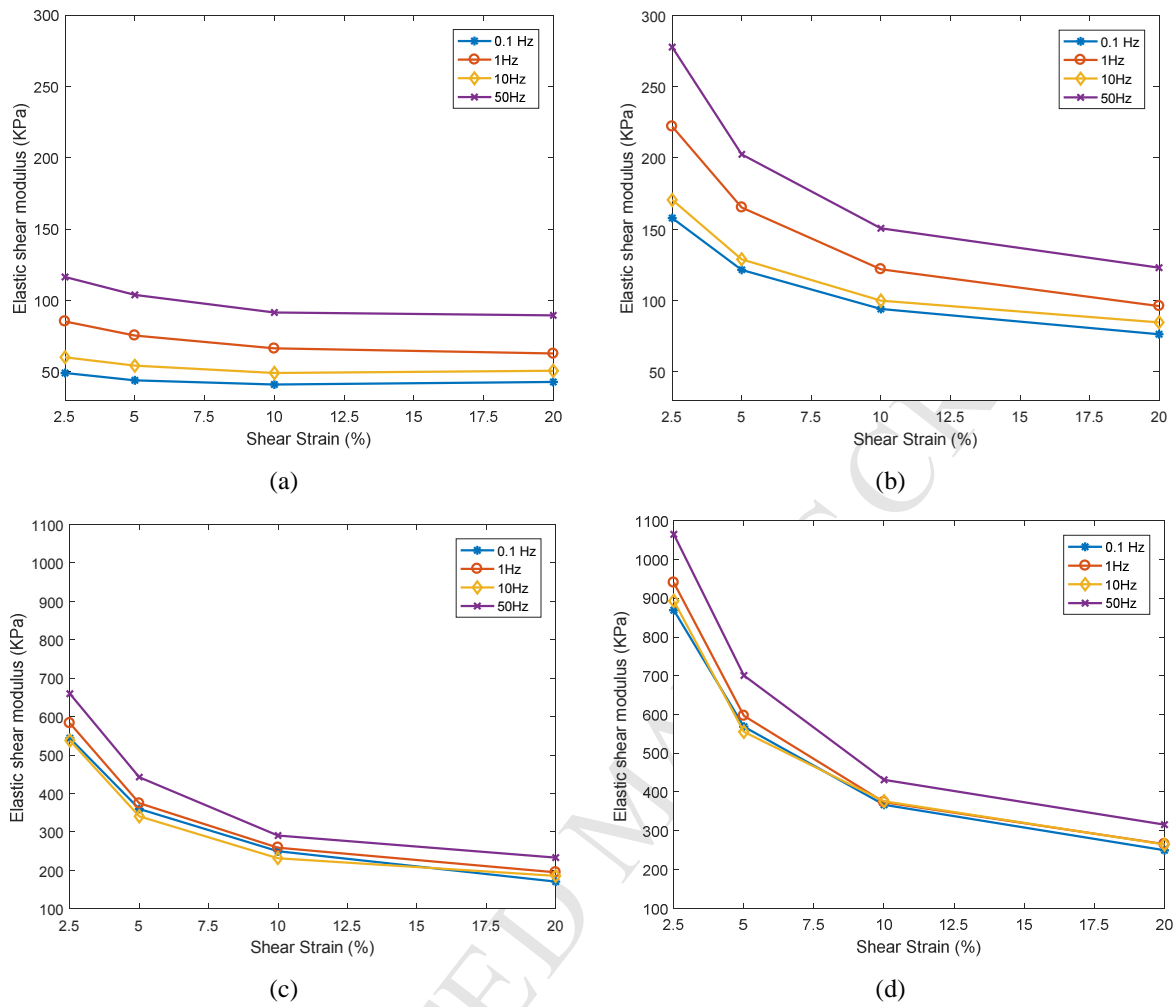 300
250
200
150
100
50
Elastic shear modulus (KPa)
0.1 Hz
1Hz
10Hz
50Hz
2.5 5 7.5 10 12.5 15 17.5 20
Shear Strain (%)
(a)
300
250
200
150
100
50
Elastic shear modulus (KPa)
0.1 Hz
1Hz
10Hz
50Hz
2.5 5 7.5 10 12.5 15 17.5 20
Shear Strain (%)
(b)
1100
1000
900
800
700
600
500
400
300
200
100
Elastic shear modulus (KPa)
0.1 Hz
1Hz
10Hz
50Hz
2.5 5 7.5 10 12.5 15 17.5 20
Shear Strain (%)
(c)
1100
1000
900
800
700
600
500
400
300
200
100
Elastic shear modulus (KPa)
0.1 Hz
1Hz
10Hz
50Hz
2.5 5 7.5 10 12.5 15 17.5 20
Shear Strain (%)
(d)